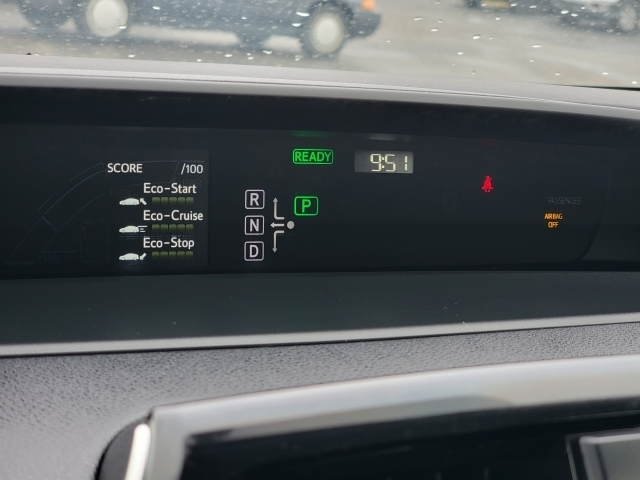 SCORE /100
Eco-Start
Eco-Cruise
Eco-Stop
R
N
D
READY
P
9:51
PASSENGER
AIRBAG
OFF